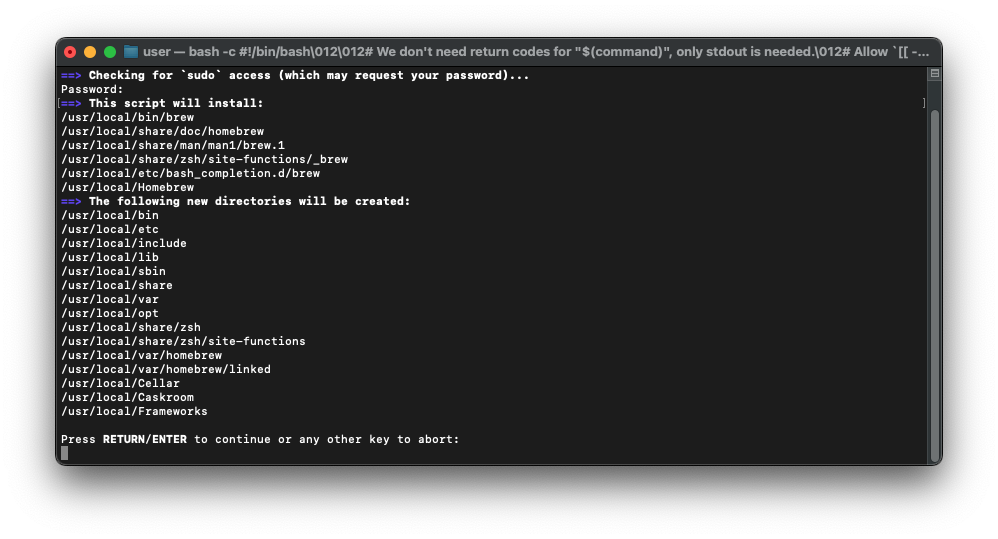 user — bash -c #!/bin/bash\012\012# We don't need return codes for "$(command)", only stdout is needed.\012# Allow `[[ -...
==> Checking for `sudo` access (which may request your password)...
Password:
==> This script will install:
/usr/local/bin/brew
/usr/local/share/doc/homebrew
/usr/local/share/man/man1/brew.1
/usr/local/share/zsh/site-functions/_brew
/usr/local/etc/bash_completion.d/brew
/usr/local/Homebrew
==> The following new directories will be created:
/usr/local/bin
/usr/local/etc
/usr/local/include
/usr/local/lib
/usr/local/sbin
/usr/local/share
/usr/local/var
/usr/local/opt
/usr/local/share/zsh
/usr/local/share/zsh/site-functions
/usr/local/var/homebrew
/usr/local/var/homebrew/linked
/usr/local/Cellar
/usr/local/Caskroom
/usr/local/Frameworks
Press RETURN/ENTER to continue or any other key to abort: